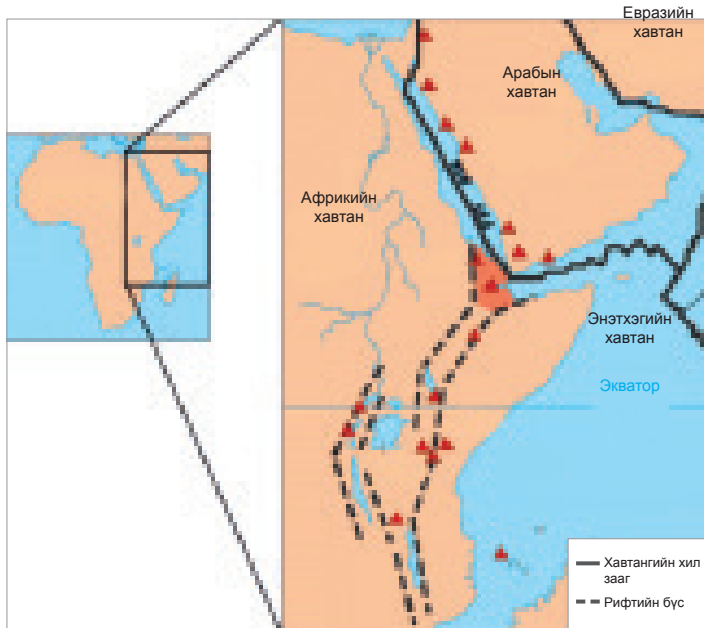 Евразийн
хавтан
Арабын
хавтан
Африкийн
хавтан
Энэтхэгийн
хавтан
Экватор
Хавтангийн хил
зааг
Рифтийн бүс